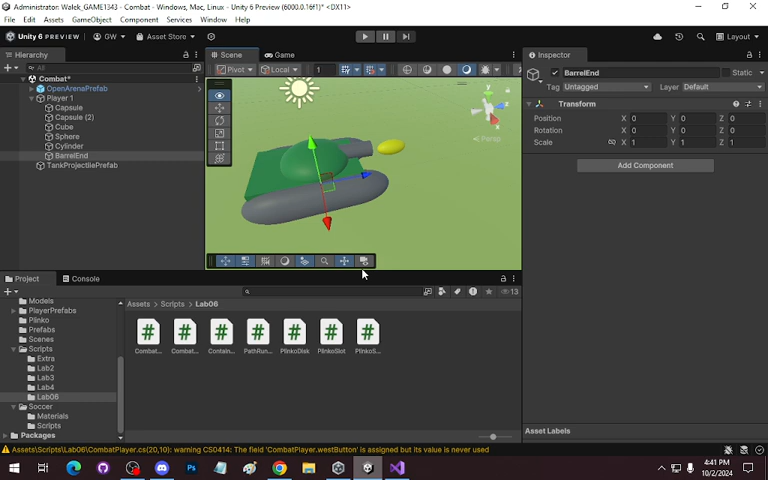 Administrator: Walek_GAME1343 - Combat - Windows, Mac, Linux - Unity 6 Preview (6000.0.16f1)* <DX11>
File Edit Assets GameObject Component Services Window Help
Unity 6 PREVIEW GW Asset Store Layout
Hierarchy Scene Game Inspector
All Pivot Local 1 BarrelEnd Static
Combat* Tag Untagged Layer Default
OpenArenaPrefab
Player 1
Capsule
Capsule (2)
Cube
Sphere
Cylinder
BarrelEnd
TankProjectilePrefab
y
z
Persp
Transform
Position X 0 Y 0 Z 0
Rotation X 0 Y 0 Z 0
Scale X 1 Y 1 Z 1
Add Component
Project Console
13
Models
PlayerPrefabs
Plinko
Prefabs
Scenes
Scripts
Extra
Lab2
Lab3
Lab4
Lab06
Soccer
Materials
Scripts
Packages
Assets > Scripts > Lab06
Combat... Combat... Contain... PathRun... PlinkoDisk PlinkoSlot PlinkoS...
Asset Labels
Assets\Scripts\Lab06\CombatPlayer.cs(20,10): warning CS0414: The field 'CombatPlayer.westButton' is assigned but its value is never used
4:41 PM
10/2/2024